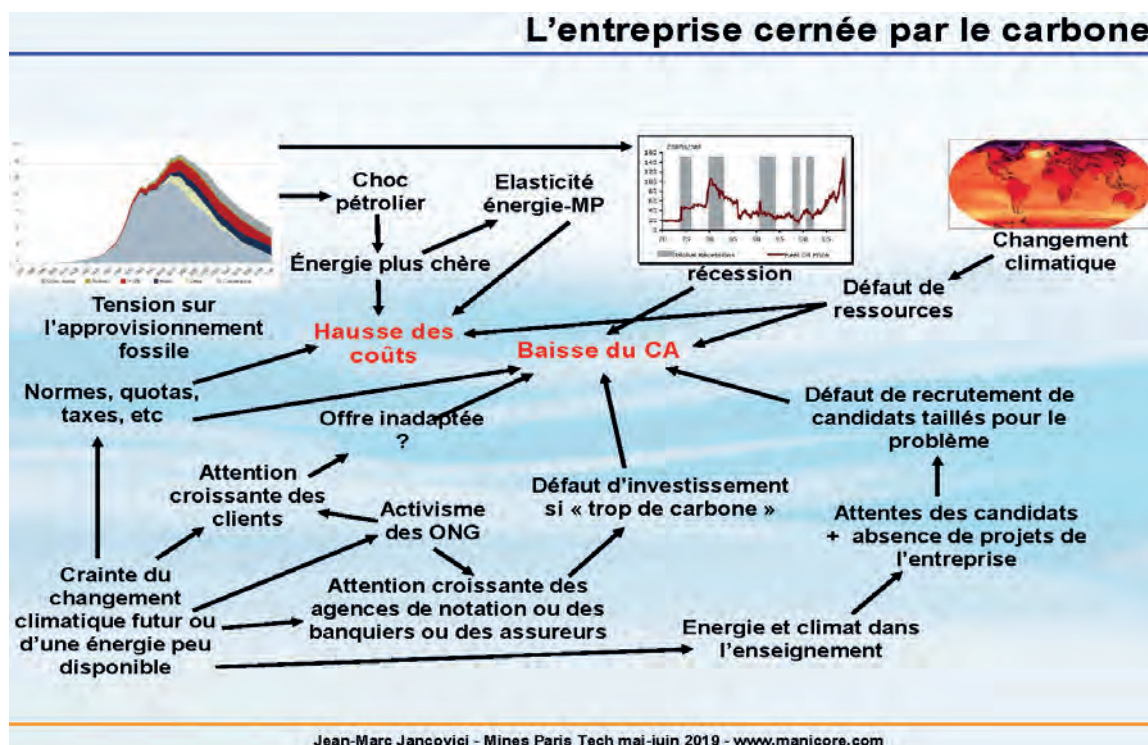 L'entreprise cernée par le carbone
Choc
pétrolier
Elasticité
énergie-MP
Énergie plus chère
récession
Changement
climatique
Défaut de
ressources
Tension sur
l'approvisionnement
fossile
Hausse des
coûts
Baisse du CA
Normes, quotas,
taxes, etc
Offre inadaptée
?
Défaut de recrutement de
candidats taillés pour le
problème
Attention
croissante des
clients
Activisme
des ONG
Défaut d'investissement
si « trop de carbone »
Attentes des candidats
+ absence de projets de
l'entreprise
Crainte du
changement
climatique futur ou
d'une énergie peu
disponible
Attention croissante des
agences de notation ou des
banquiers ou des assureurs
Energie et climat dans
l'enseignement
Jean-Marc Jancovici - Mines Paris Tech mai-juin 2019 - www.manicore.com